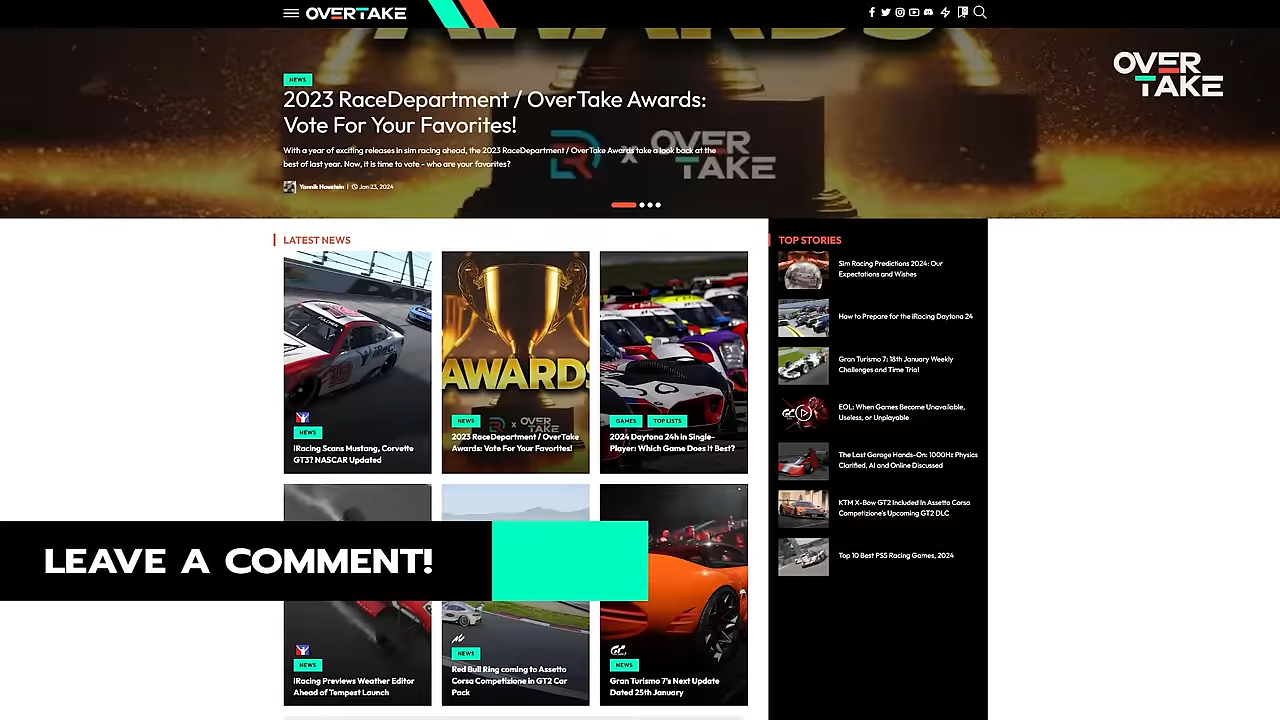 OVERTAKE
AWARDS
OVER
TAKE
NEWS
2023 RaceDepartment / OverTake Awards:
Vote For Your Favorites!
With a year of exciting releases in sim racing ahead, the 2023 RaceDepartment / OverTake Awards take a look back at the
best of last year. Now, it is time to vote - who are your favorites?
Yannik Haustein | Jan 23, 2024
R x OVER
TAKE
LATEST NEWS
NEWS
iRacing Scans Mustang, Corvette
GT3? NASCAR Updated
AWARDS
x OVER
TAKE
NEWS
2023 RaceDepartment / OverTake
Awards: Vote For Your Favorites!
GAMES TOP LISTS
2024 Daytona 24h in Single-
Player: Which Game Does It Best?
TOP STORIES
Sim Racing Predictions 2024: Our
Expectations and Wishes
How to Prepare for the iRacing Daytona 24
Gran Turismo 7: 18th January Weekly
Challenges and Time Trial
EOL: When Games Become Unavailable,
Useless, or Unplayable
The Last Garage Hands-On: 1000Hz Physics
Clarified, AI and Online Discussed
KTM X-Bow GT2 Included In Assetto Corsa
Competizione's Upcoming GT2 DLC
Top 10 Best PS5 Racing Games, 2024
LEAVE A COMMENT!
NEWS
iRacing Previews Weather Editor
Ahead of Tempest Launch
NEWS
Red Bull Ring coming to Assetto
Corsa Competizione in GT2 Car
Pack
NEWS
Gran Turismo 7's Next Update
Dated 25th January